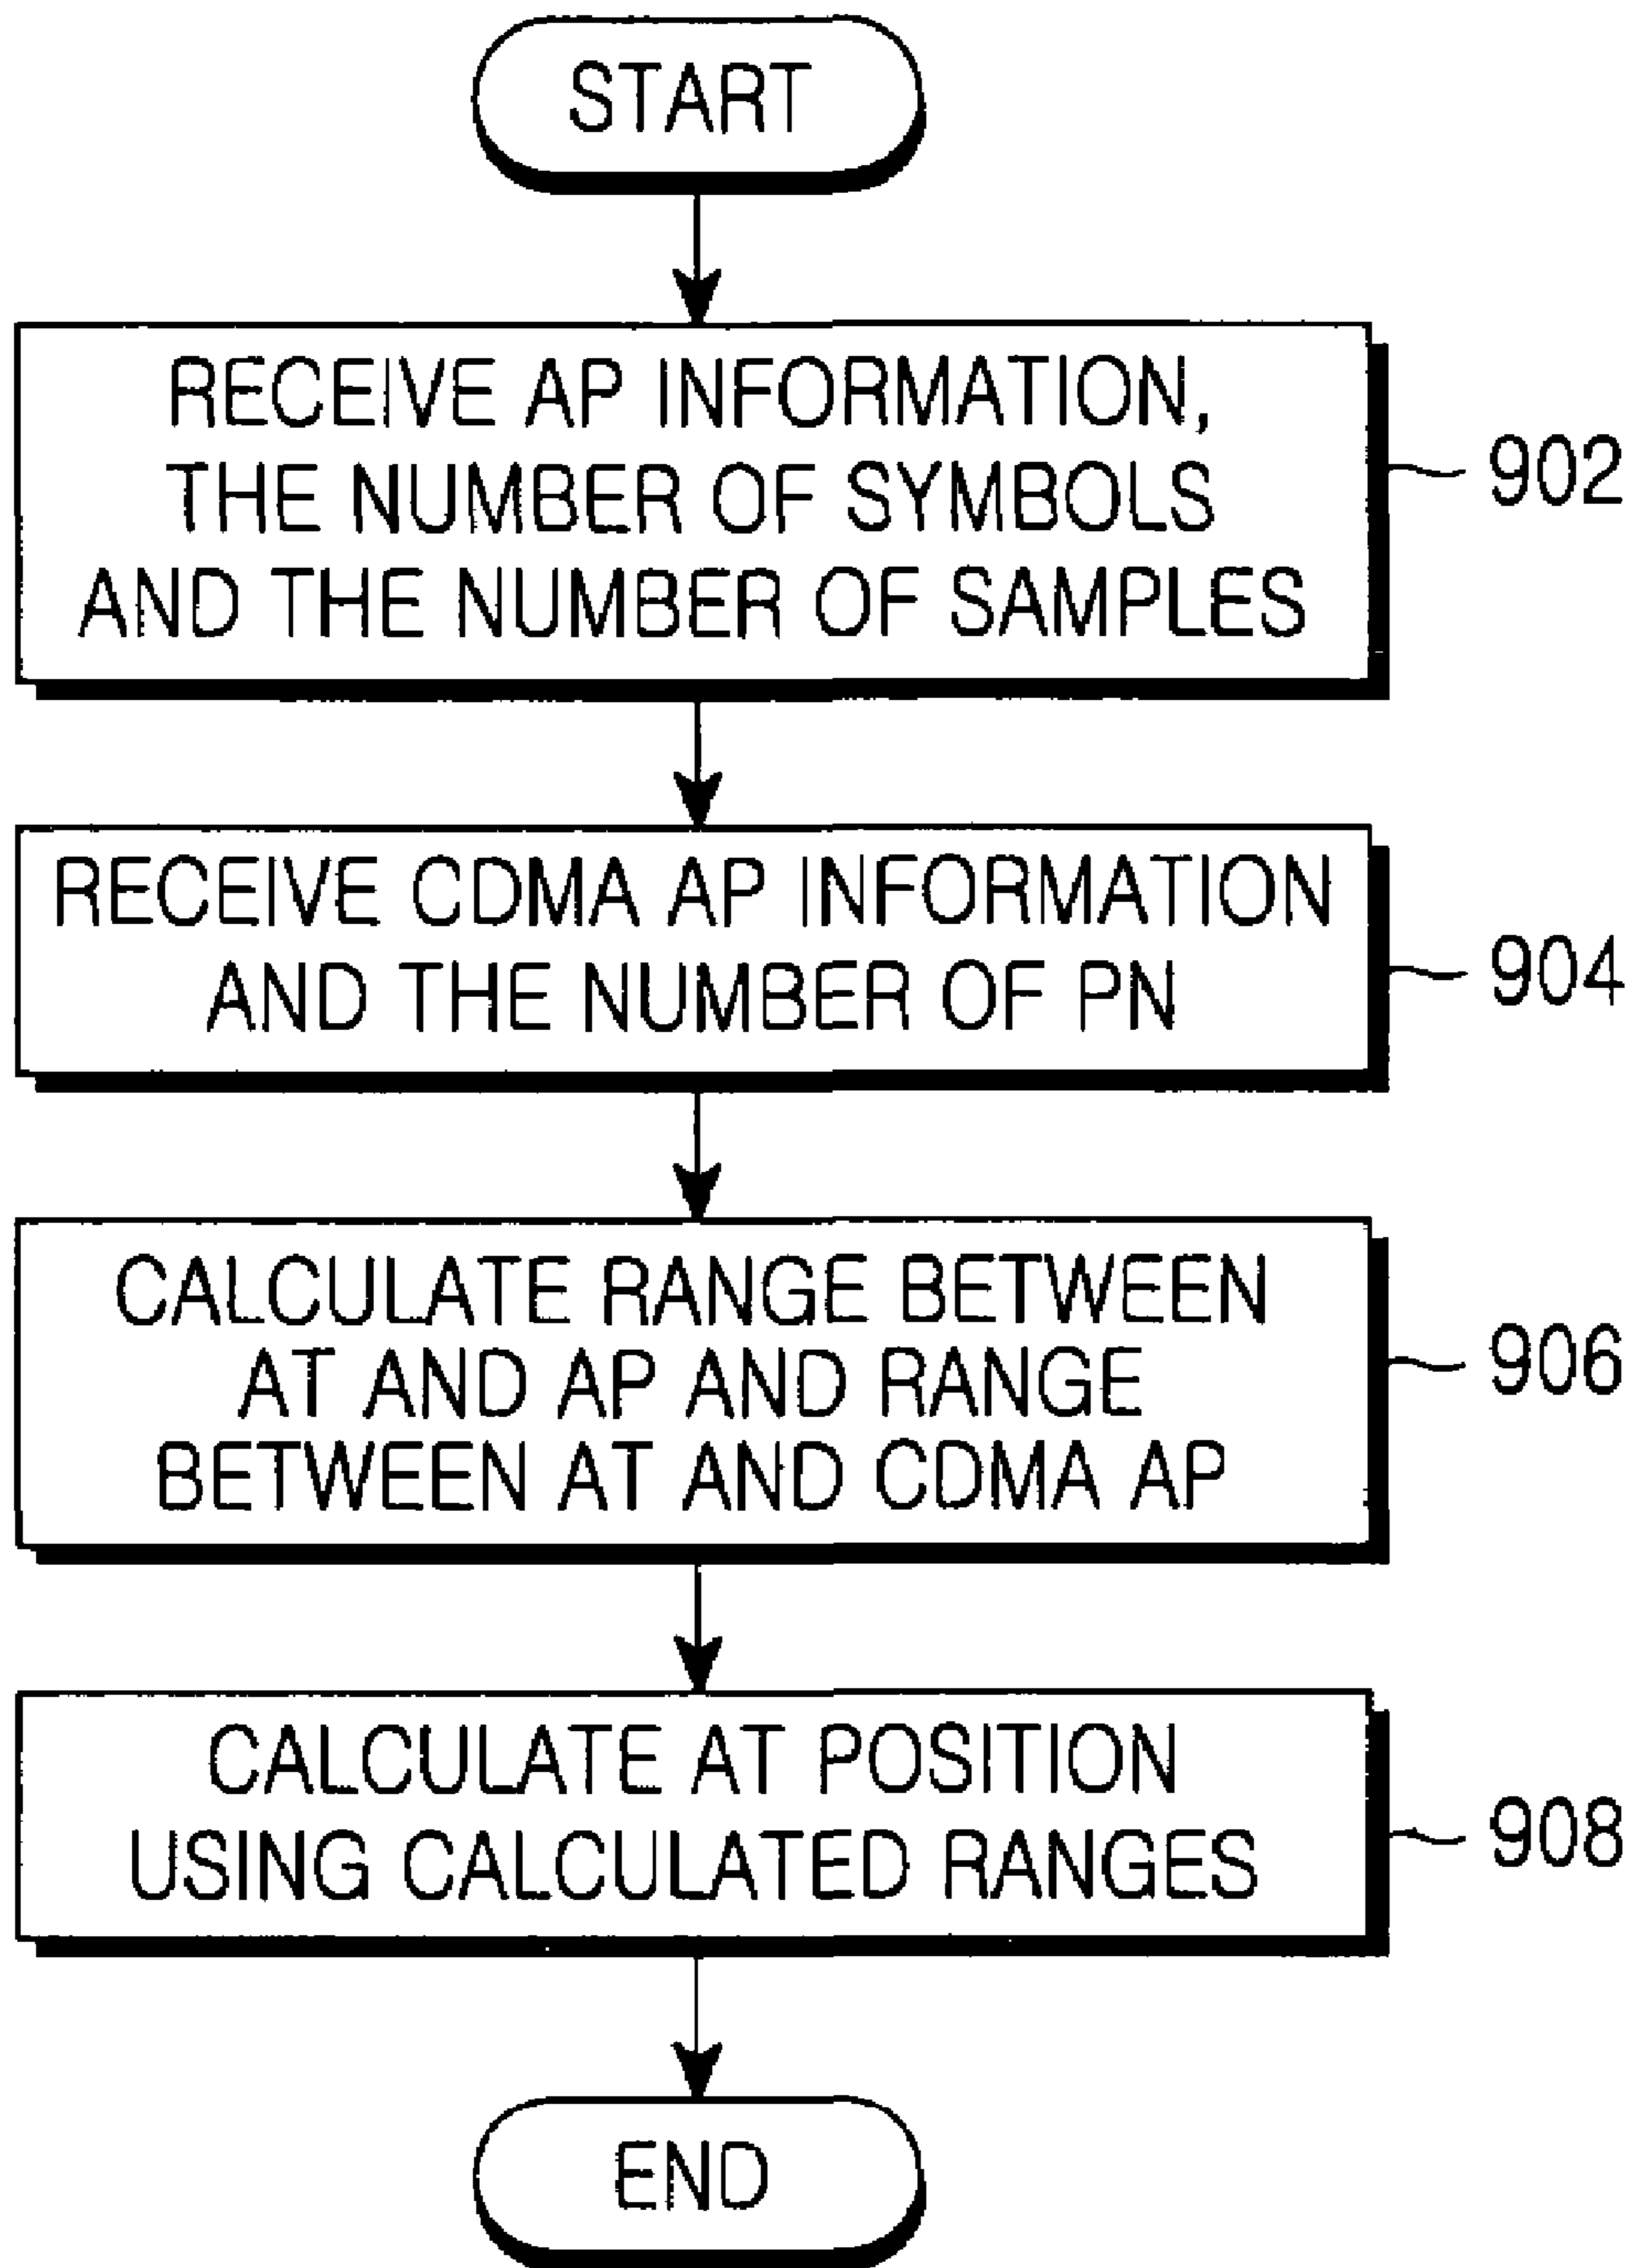 START
RECEIVE AP INFORMATION,
THE NUMBER OF SYMBOLS
AND THE NUMBER OF SAMPLES
902
RECEIVE CDMA AP INFORMATION
AND THE NUMBER OF PN
904
CALCULATE RANGE BETWEEN
AT AND AP AND RANGE
BETWEEN AT AND CDMA AP
906
CALCULATE AT POSITION
USING CALCULATED RANGES
908
END